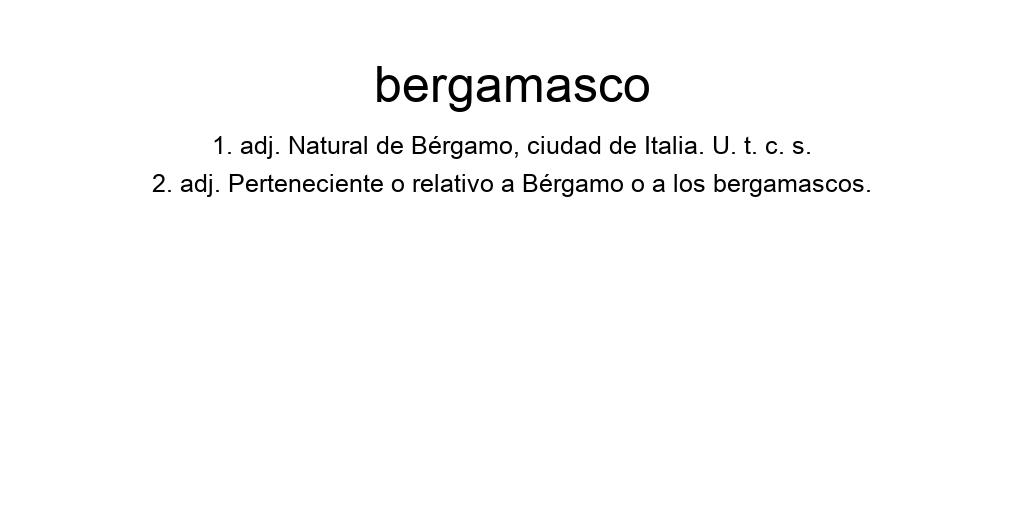 bergamasco
1. adj. Natural de Bérgamo, ciudad de Italia. U. t. c. s.
2. adj. Perteneciente o relativo a Bérgamo o a los bergamascos.